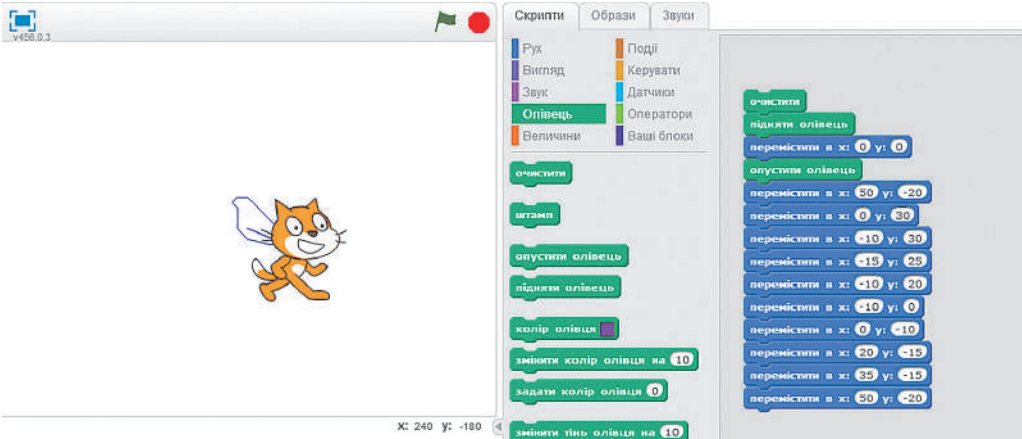 v456.0.3
Скрипти
Образи
Звуки
Рух
Події
Вигляд
Керувати
Звук
Датчики
Олівець
Оператори
Величини
Ваші блоки
очистити
штамп
опустити олівець
підняти олівець
колір олівця
змінити колір олівця на 10
задати колір олівця 0
змінити тінь олівця на 10
X: 240 y: -180
очистити
підняти олівець
перемістити в x: 0 y: 0
опустити олівець
перемістити в x: 50 y: -20
перемістити в x: 0 y: 30
перемістити в x: -10 y: 30
перемістити в x: -15 y: 25
перемістити в x: -10 y: 20
перемістити в x: -10 y: 0
перемістити в x: 0 y: -10
перемістити в x: 20 y: -15
перемістити в x: 35 y: -15
перемістити в x: 50 y: -20